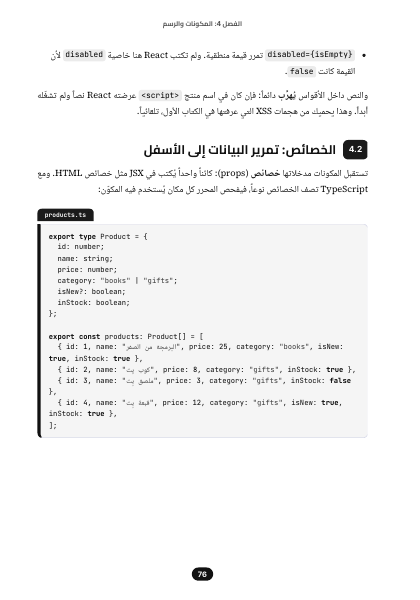 الفصل 4: المكونات والرسم
• disabled={isEmpty} تمرر قيمة منطقية. ولم تكتب React هنا خاصية disabled لأن
القيمة كانت false.
والنص داخل الأقواس يُهرَّب دائماً: فإن كان في اسم منتج <script> عرضته React نصاً ولم تشغّله
أبداً. وهذا يحميك من هجمات XSS التي عرفتها في الكتاب الأول، تلقائياً.
4.2 الخصائص: تمرير البيانات إلى الأسفل
تستقبل المكونات مدخلاتها خصائص (props): كائناً واحداً يُكتب في JSX مثل خصائص HTML. ومع
TypeScript تصف الخصائص نوعاً، فيفحص المحرر كل مكان يُستخدم فيه المكوّن:
products.ts
export type Product = {
  id: number;
  name: string;
  price: number;
  category: "books" | "gifts";
  isNew?: boolean;
  inStock: boolean;
};
export const products: Product[] = [
  { id: 1, name: "البرمجة من الصفر", price: 25, category: "books", isNew:
true, inStock: true },
  { id: 2, name: "كوب بت", price: 8, category: "gifts", inStock: true },
  { id: 3, name: "ملصق بت", price: 3, category: "gifts", inStock: false
},
  { id: 4, name: "قبعة بت", price: 12, category: "gifts", isNew: true,
inStock: true },
];
76